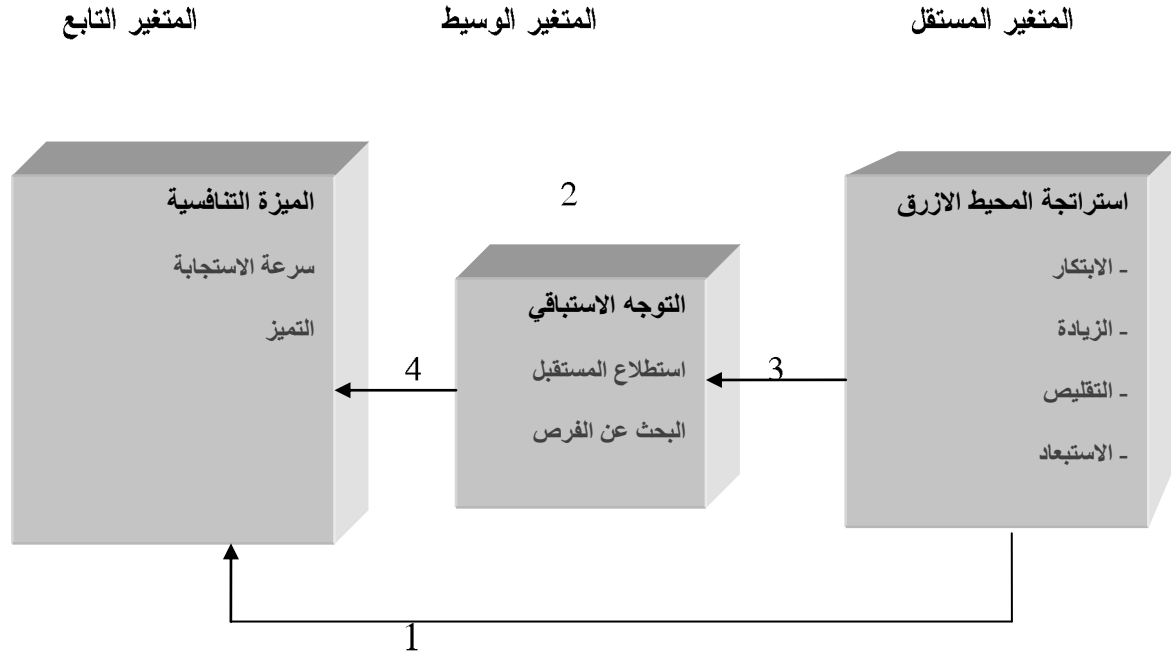 المتغير المستقل
المتغير الوسيط
المتغير التابع
استراتجة المحيط الازرق
- الابتكار
- الزيادة
- التقليص
- الاستبعاد
2
التوجه الاستباقي
استطلاع المستقبل
البحث عن الفرص
الميزة التنافسية
سرعة الاستجابة
التميز
3
4
1